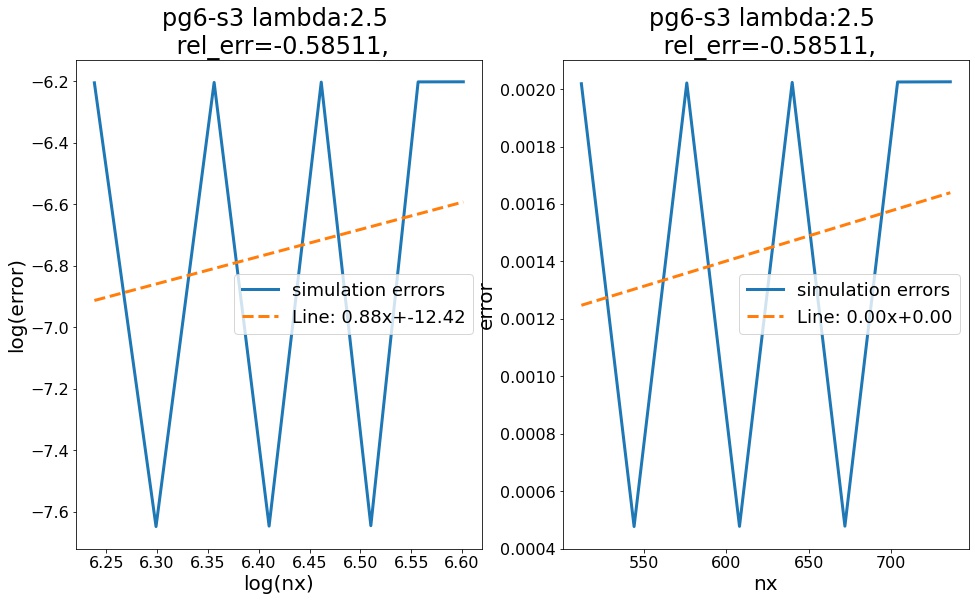 pg6-s3 lambda:2.5
rel_err=-0.58511,
−6.2
−6.4
−6.6
−6.8
−7.0
−7.2
−7.4
−7.6
log(error)
simulation errors
Line: 0.88x+-12.42
6.25 6.30 6.35 6.40 6.45 6.50 6.55 6.60
log(nx)
pg6-s3 lambda:2.5
rel_err=-0.58511,
0.0020
0.0018
0.0016
0.0014
0.0012
0.0010
0.0008
0.0006
0.0004
error
simulation errors
Line: 0.00x+0.00
550 600 650 700
nx